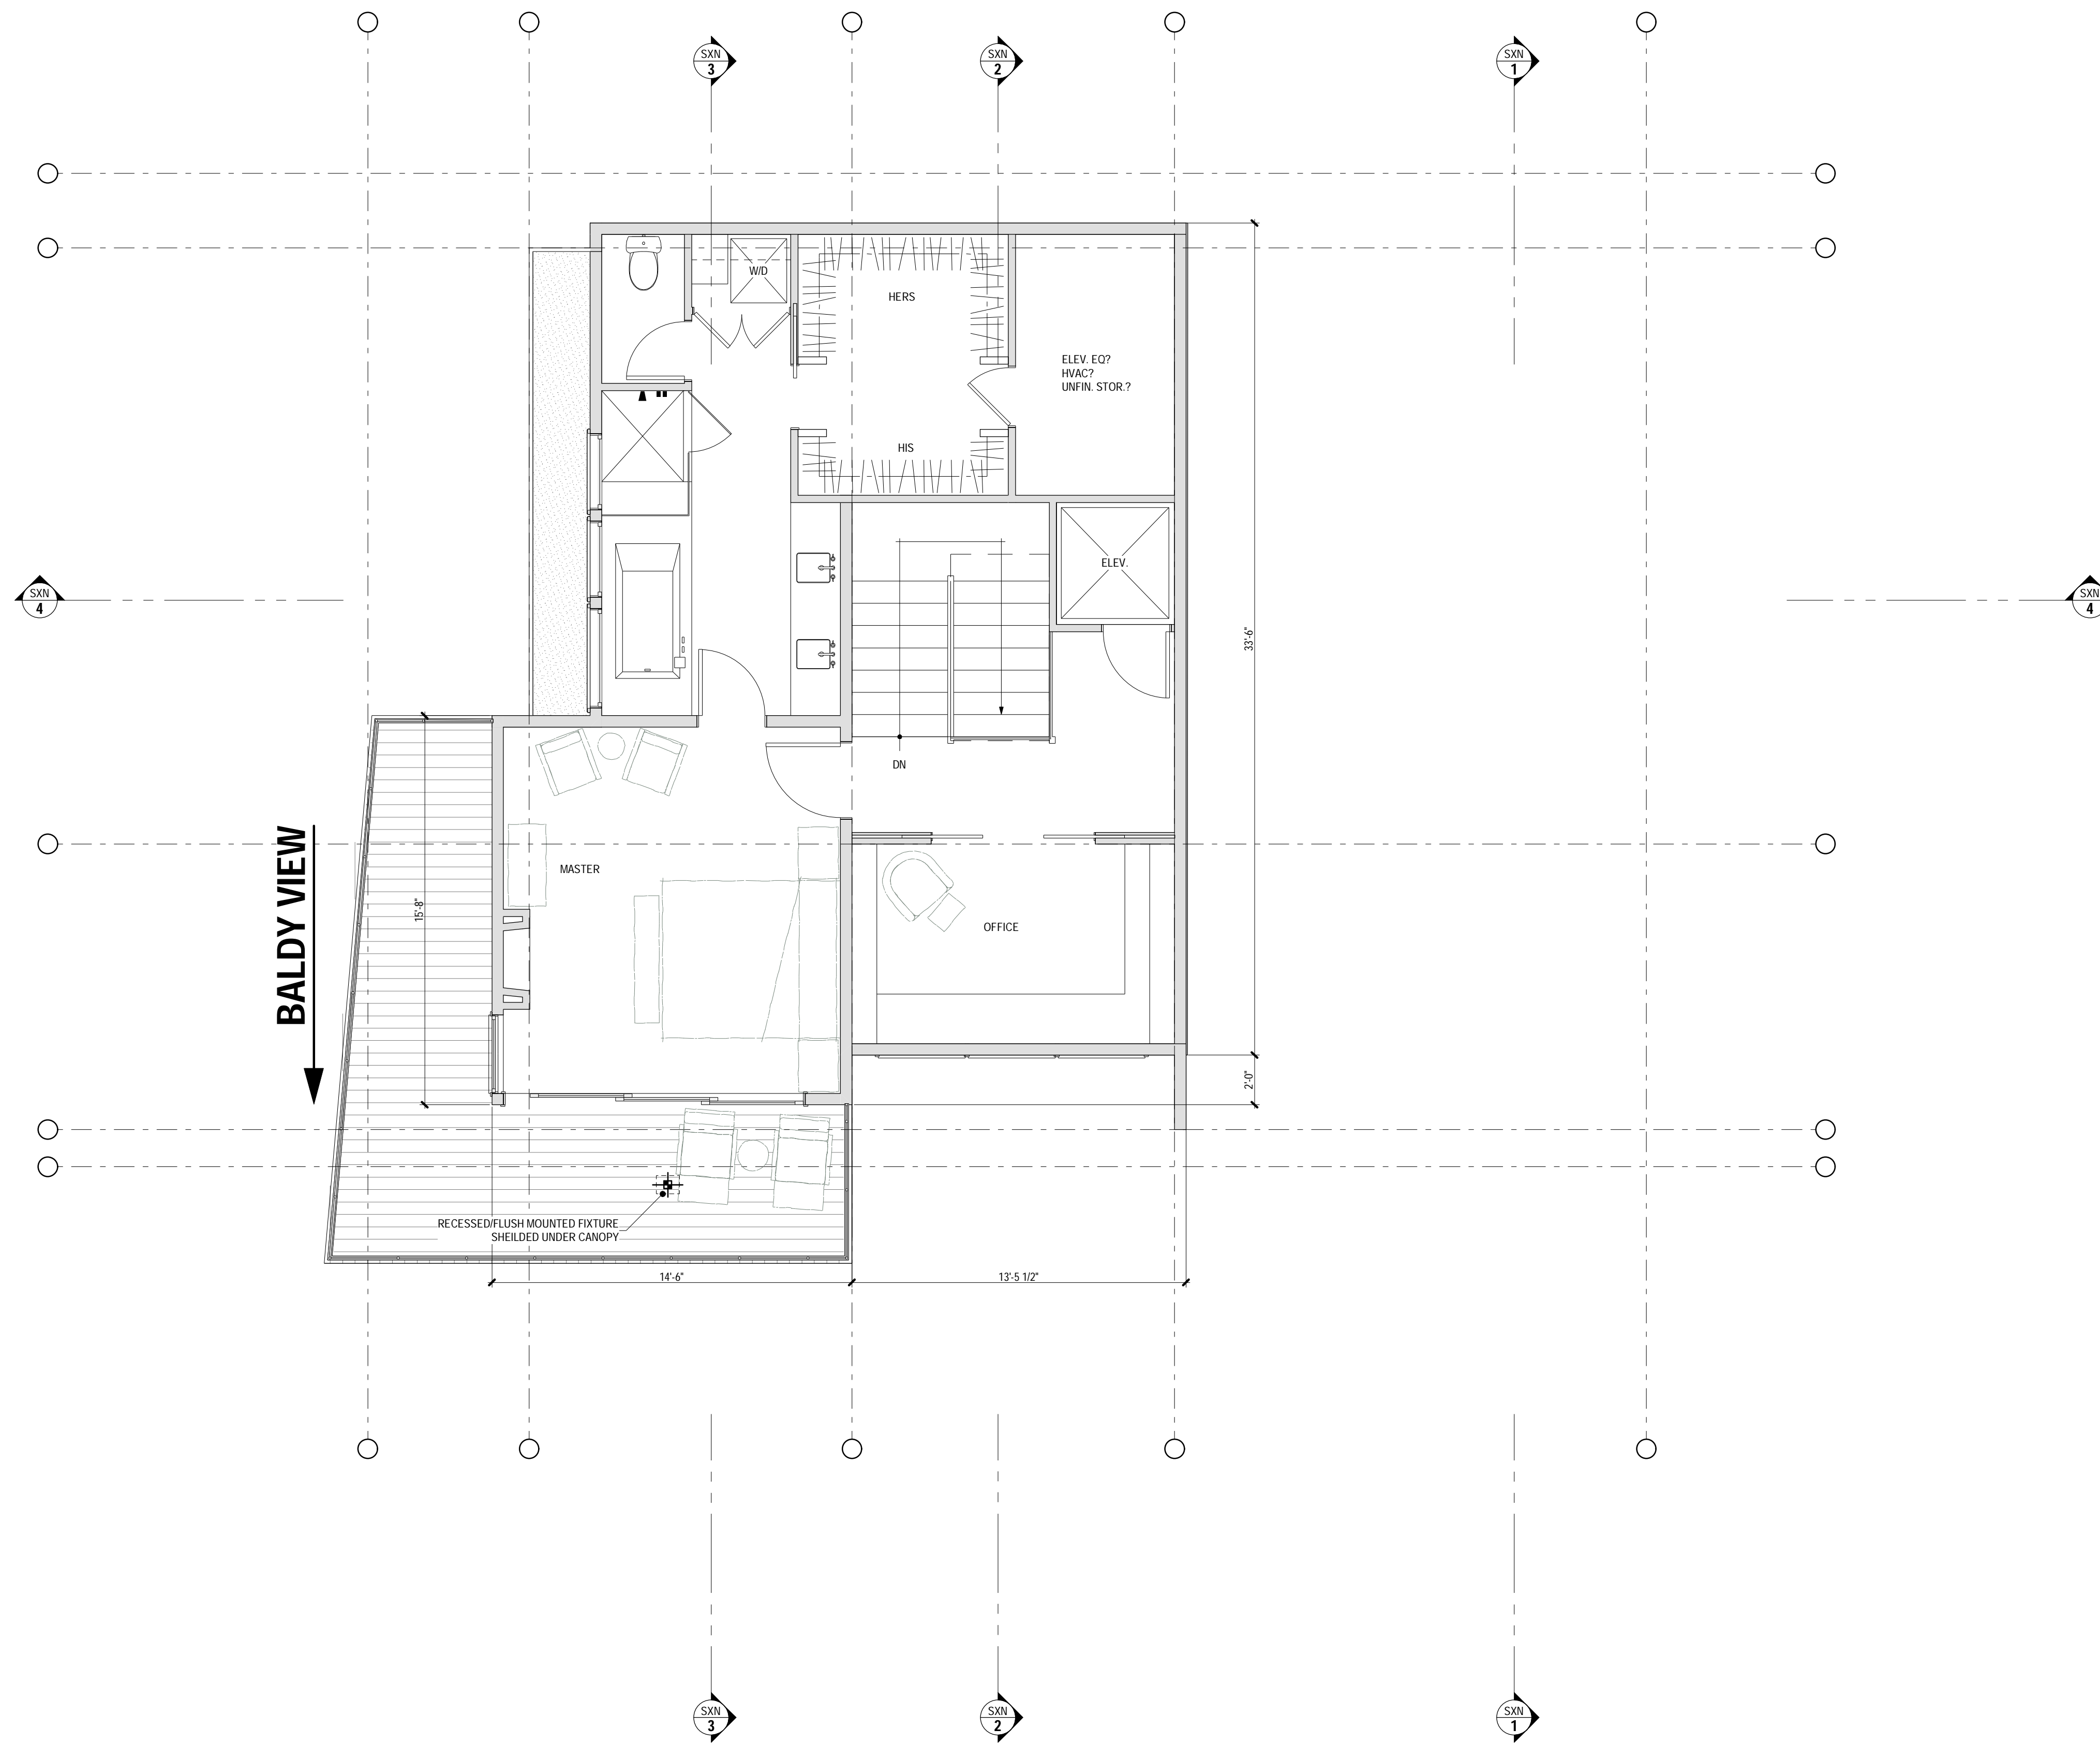 SXN
3
SXN
2
SXN
1
W/D
HERS
ELEV. EQ?
HVAC?
UNFIN. STOR.?
HIS
ELEV.
SXN
4
SXN
4
33'-6"
DN
BALDY VIEW
MASTER
15'-8"
OFFICE
2'-0"
RECESSED/FLUSH MOUNTED FIXTURE
SHEILDED UNDER CANOPY
14'-6"
13'-5 1/2"
SXN
3
SXN
2
SXN
1